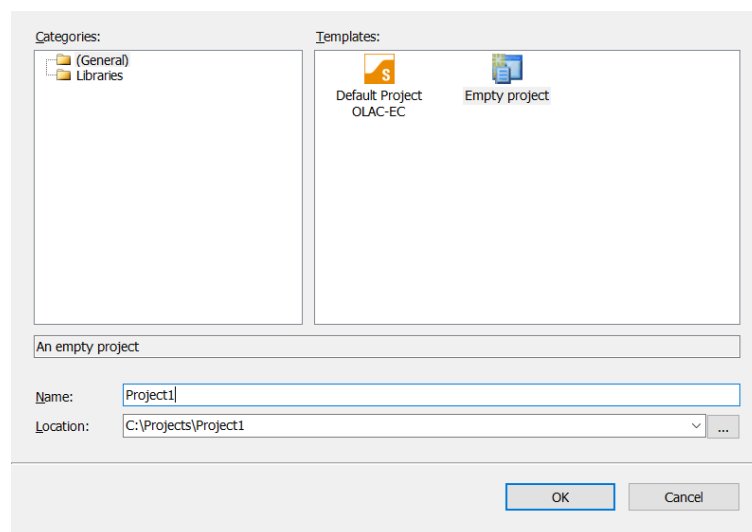 Categories:
Templates:
(General)
Libraries
S
Default Project
OLAC-EC
Empty project
An empty project
Name:
Project1
Location:
C:\Projects\Project1
...
OK
Cancel